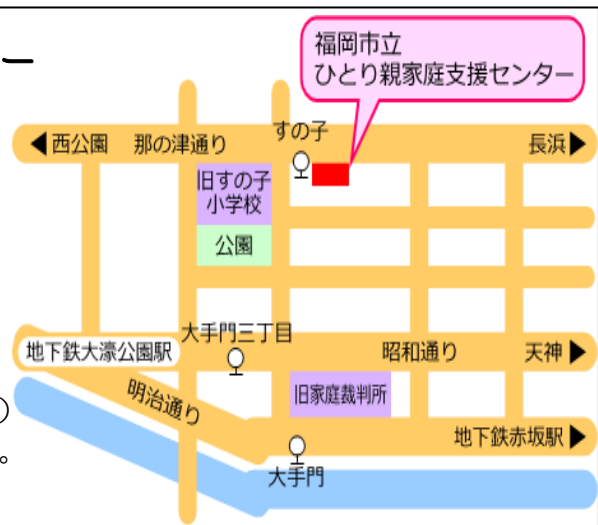 ー
福岡市立
ひとり親家庭支援センター
すの子
◀西公園
那の津通り
長浜▶
旧すの子
小学校
公園
大手門三丁目
地下鉄大濠公園駅
昭和通り
天神▶
明治通り
旧家庭裁判所
）
地下鉄赤坂駅▶
。
大手門